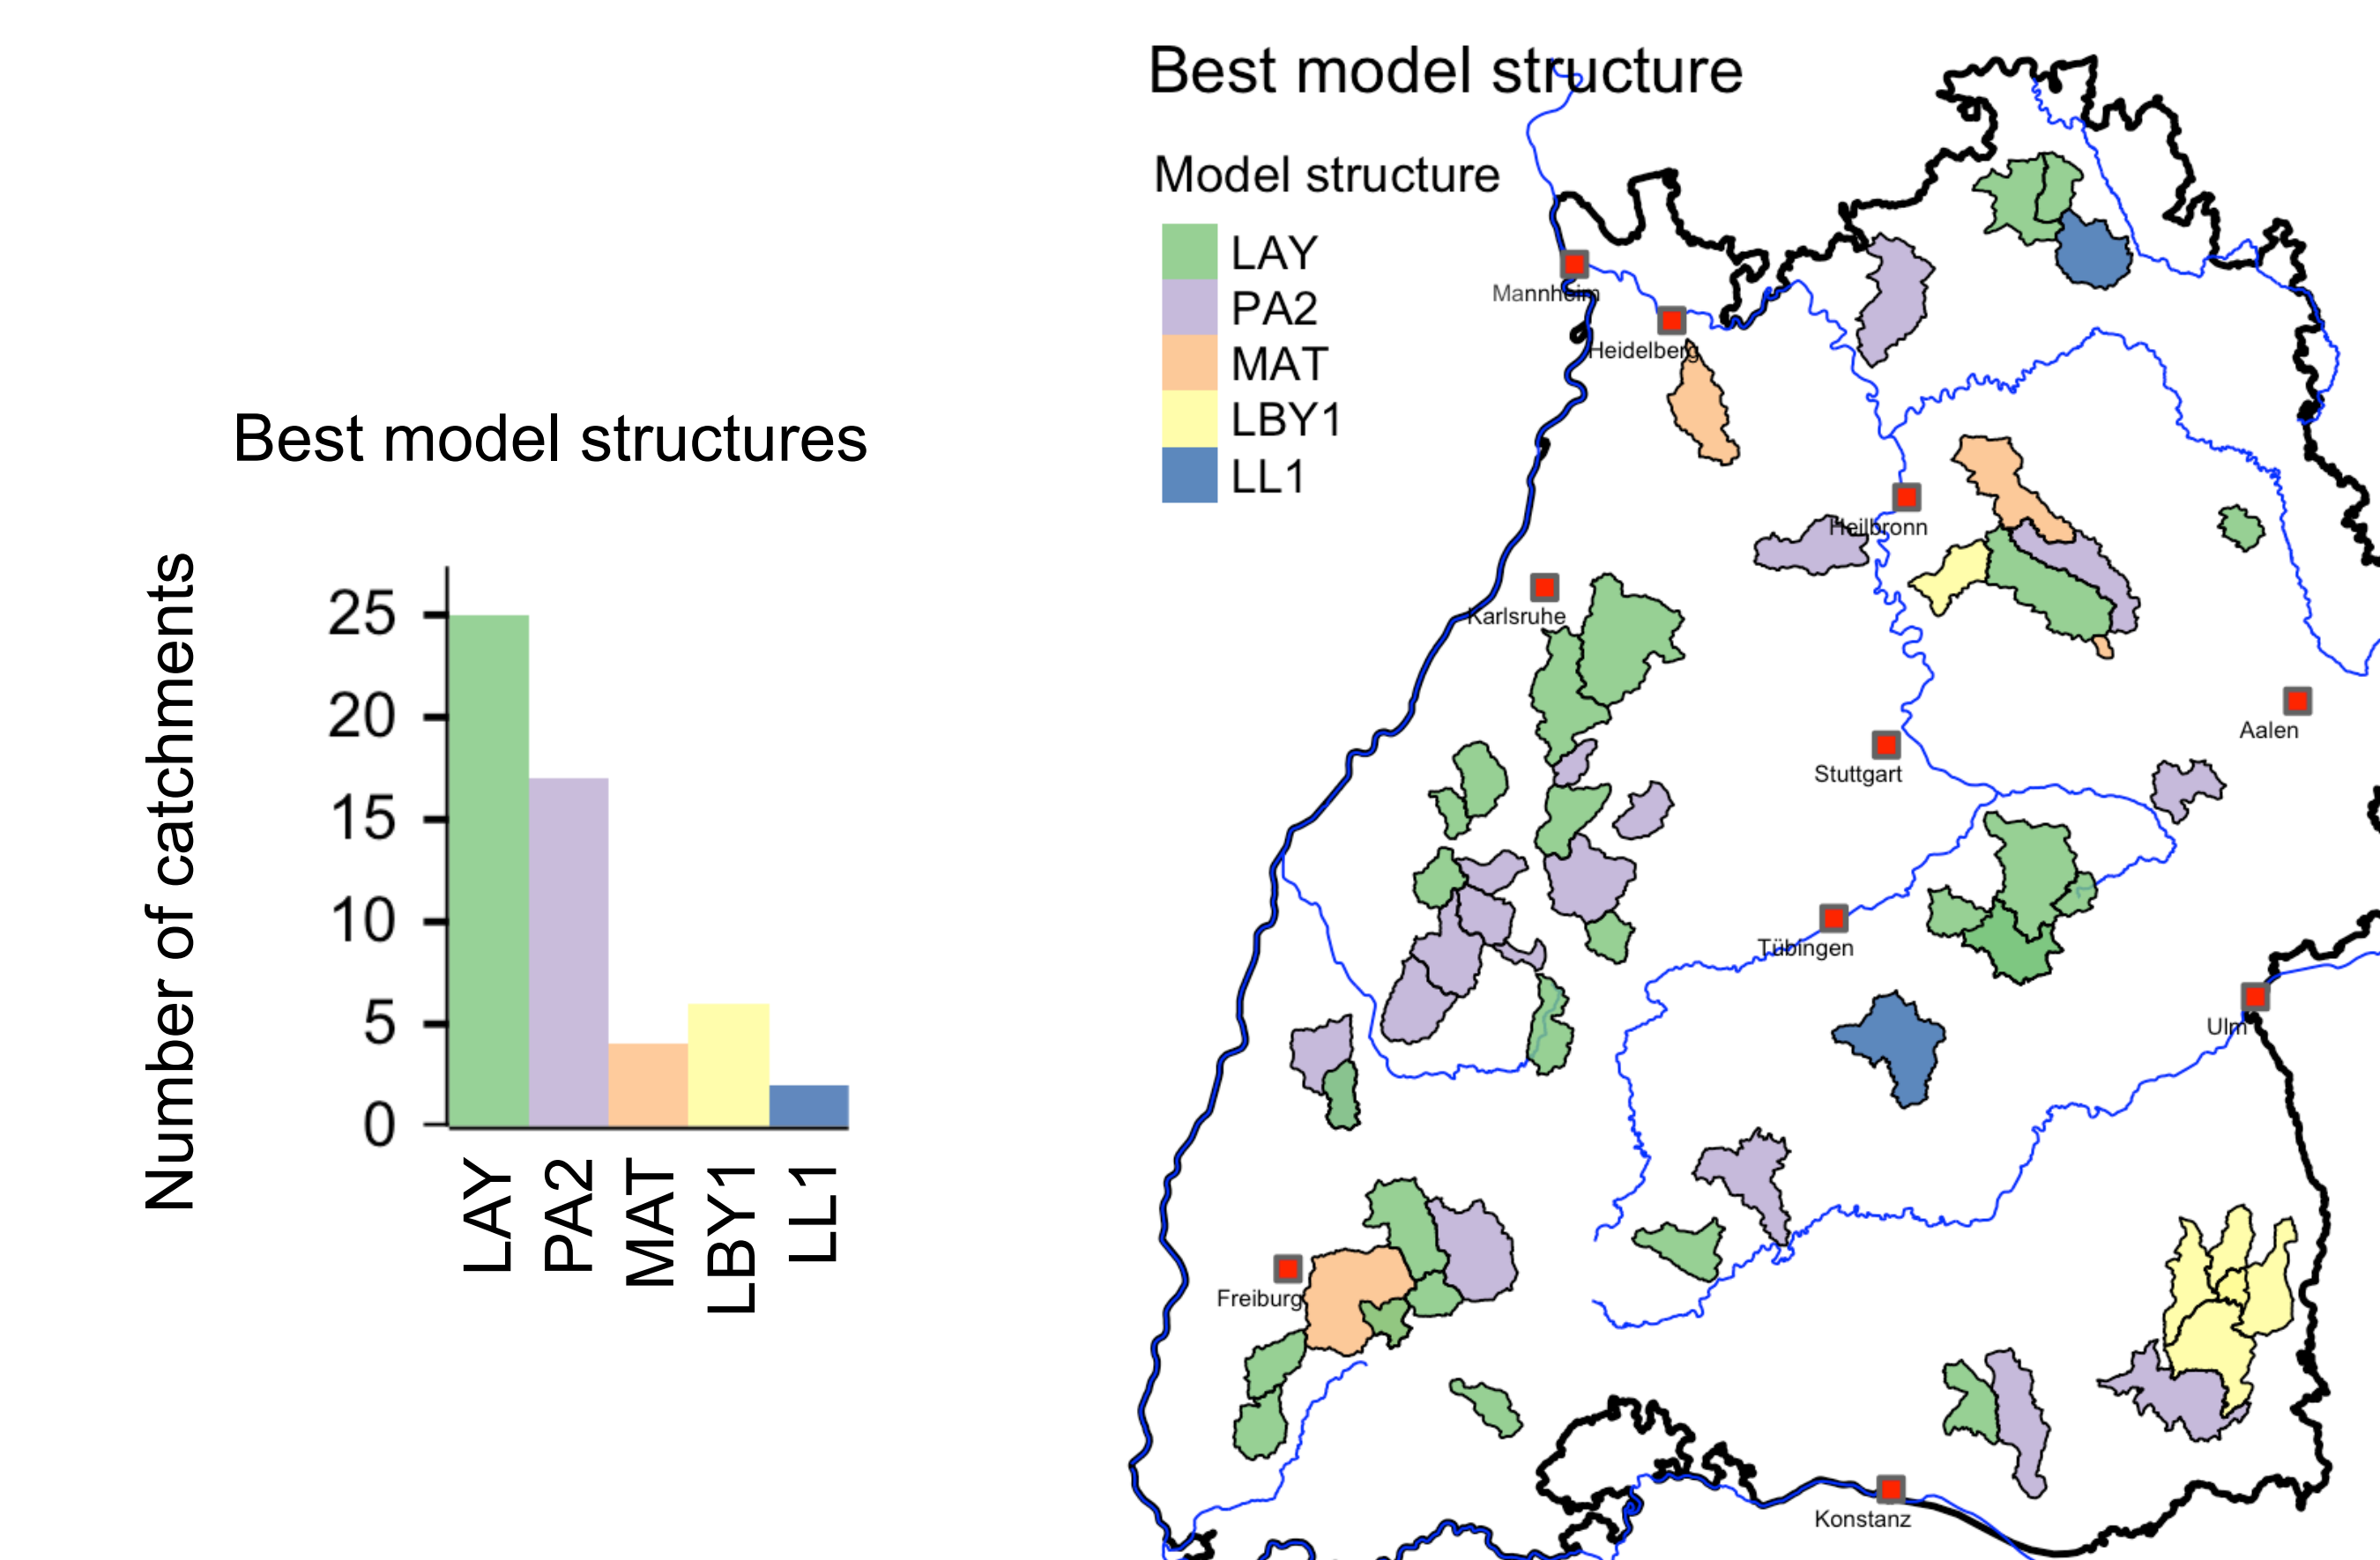 Best model structures
Number of catchments
25
20
15
10
5
0
LAY
PA2
MAT
LBY1
LL1
Best model structure
Model structure
LAY
PA2
MAT
LBY1
LL1
Mannheim
Heidelberg
Heilbronn
Karlsruhe
Aalen
Stuttgart
Tübingen
Ulm
Freiburg
Konstanz